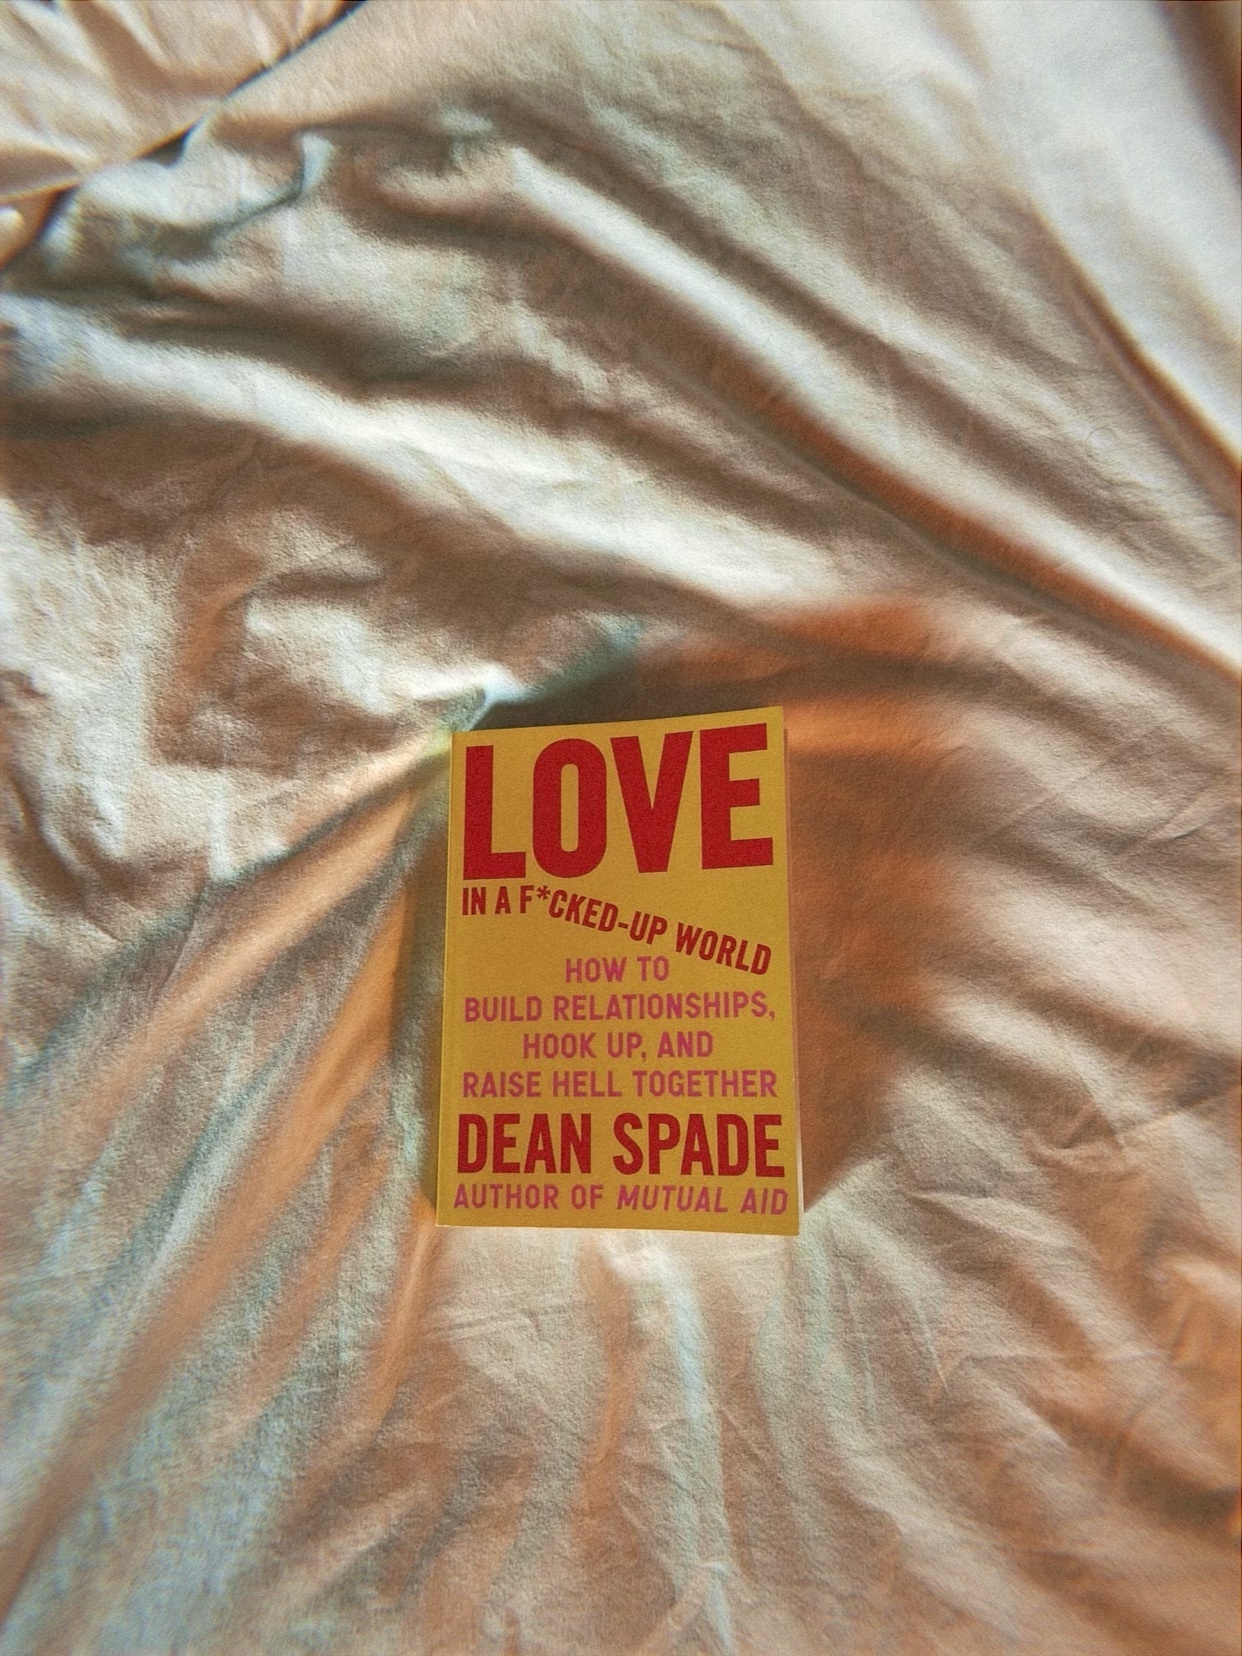 LOVE
IN A F*CKED-UP WORLD
HOW TO
BUILD RELATIONSHIPS,
HOOK UP, AND
RAISE HELL TOGETHER
DEAN SPADE
AUTHOR OF MUTUAL AID